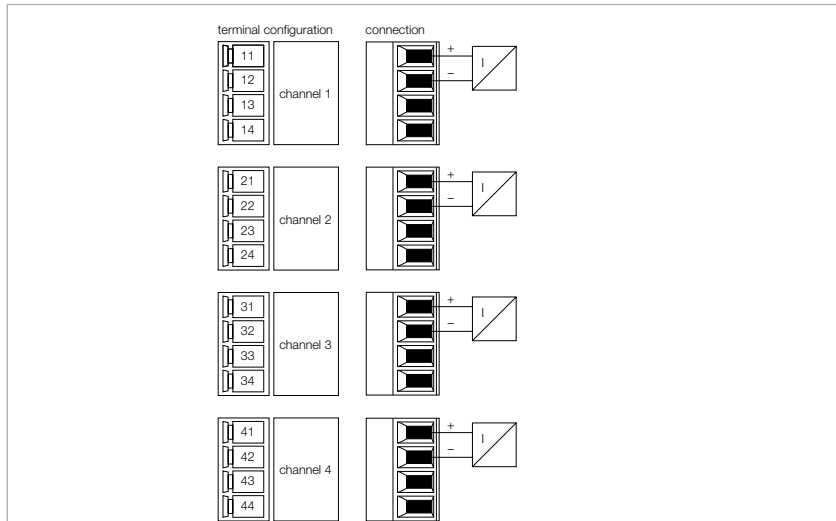 terminal configuration connection
11 + I
12 –
13
channel 1
14
21 + I
22 –
23
channel 2
24
31 + I
32 –
33
channel 3
34
41 + I
42 –
43
channel 4
44